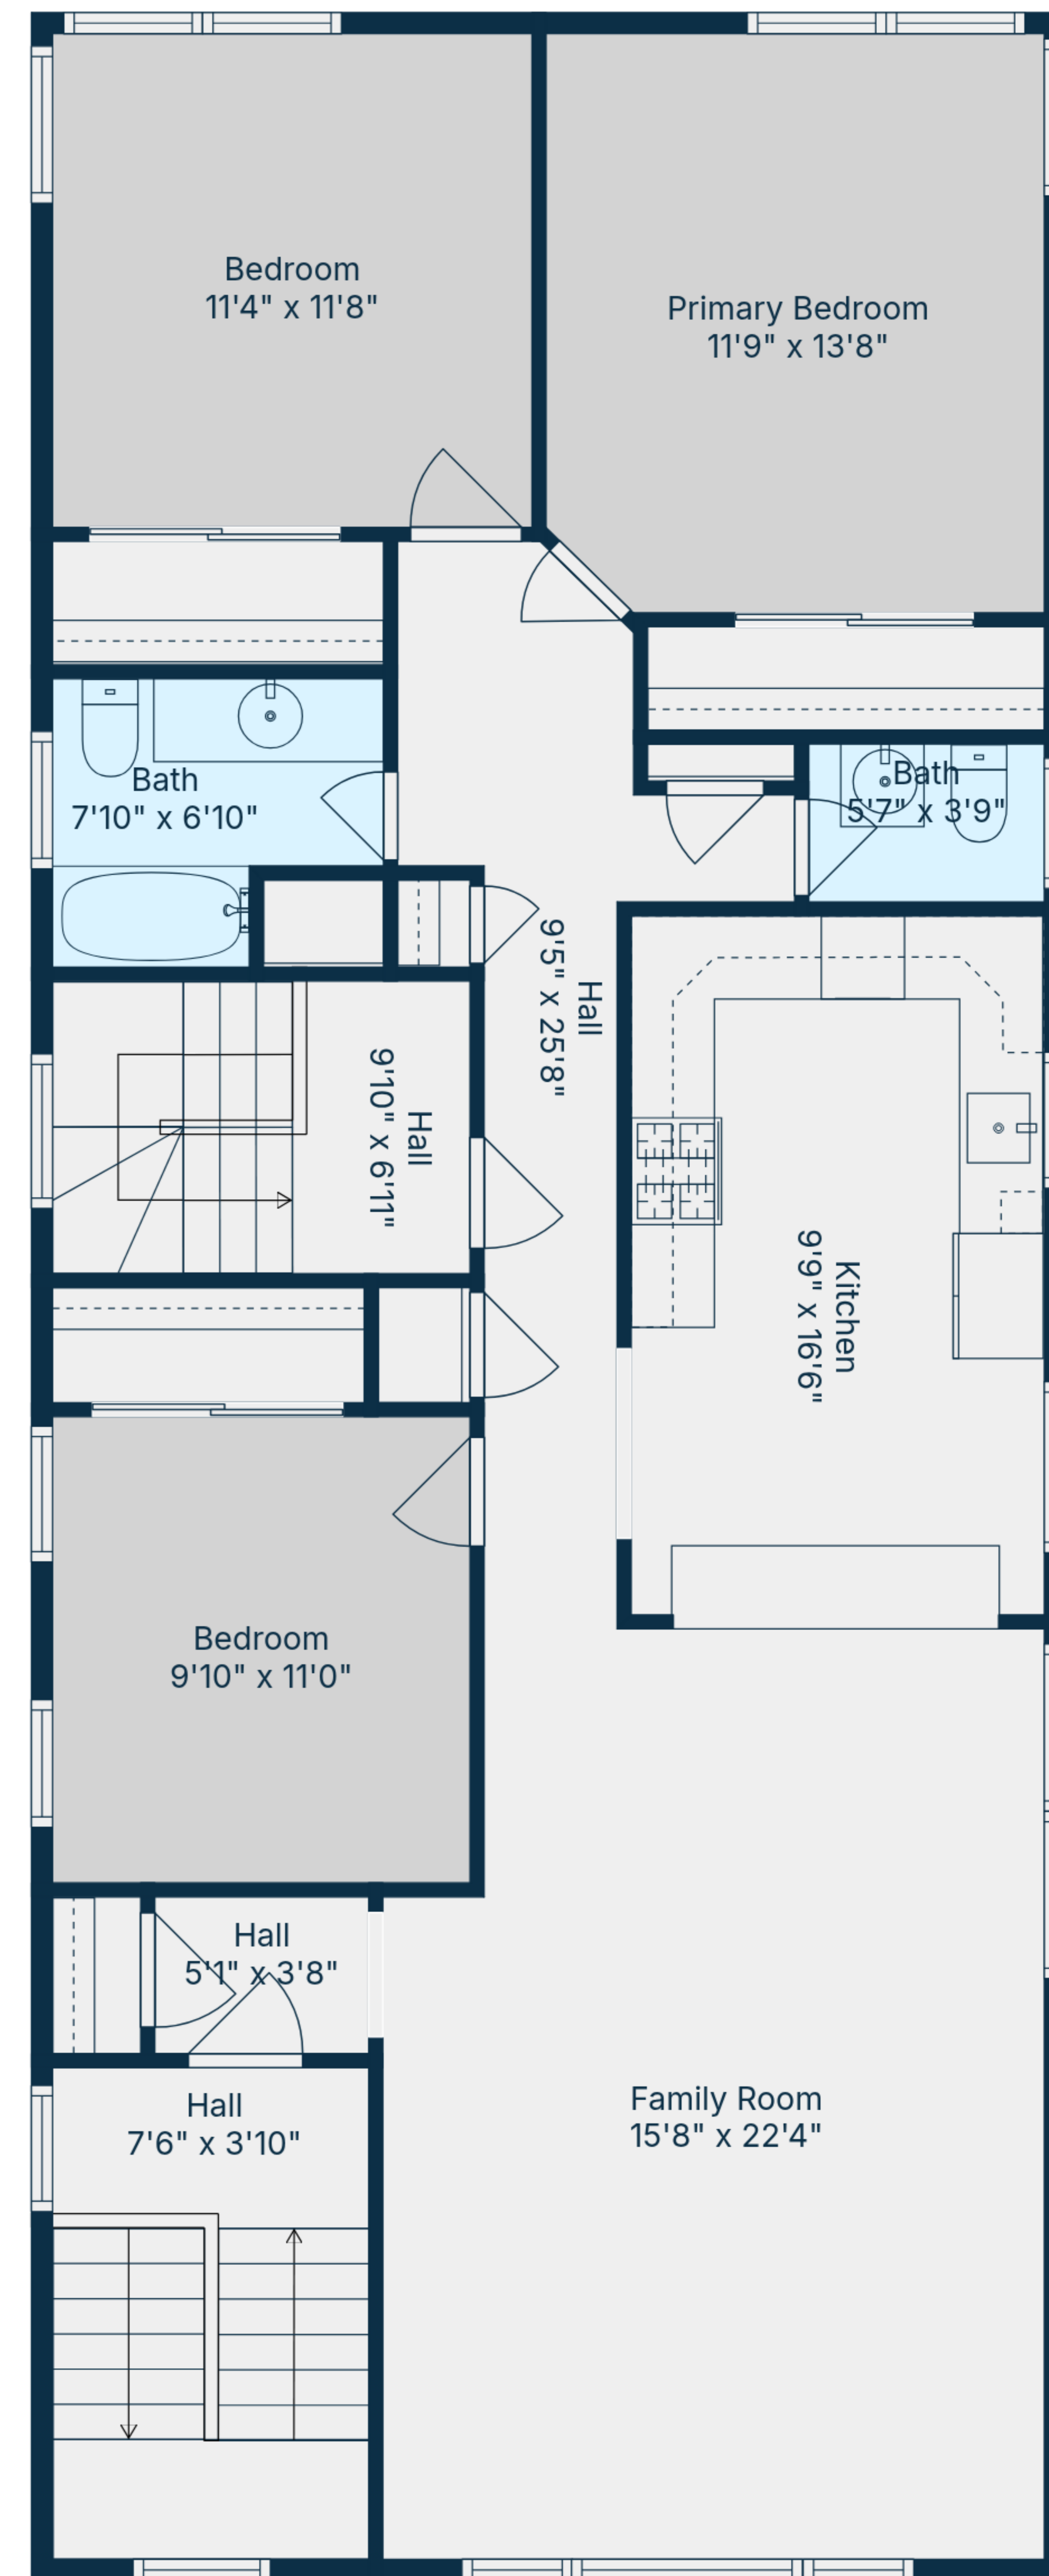 Bedroom
11'4" x 11'8"
Primary Bedroom
11'9" x 13'8"
Bath
7'10" x 6'10"
Bath
5'7" x 3'9"
Hall
9'5" x 25'8"
Hall
9'10" x 6'11"
Kitchen
9'9" x 16'6"
Bedroom
9'10" x 11'0"
Hall
5'1" x 3'8"
Hall
7'6" x 3'10"
Family Room
15'8" x 22'4"